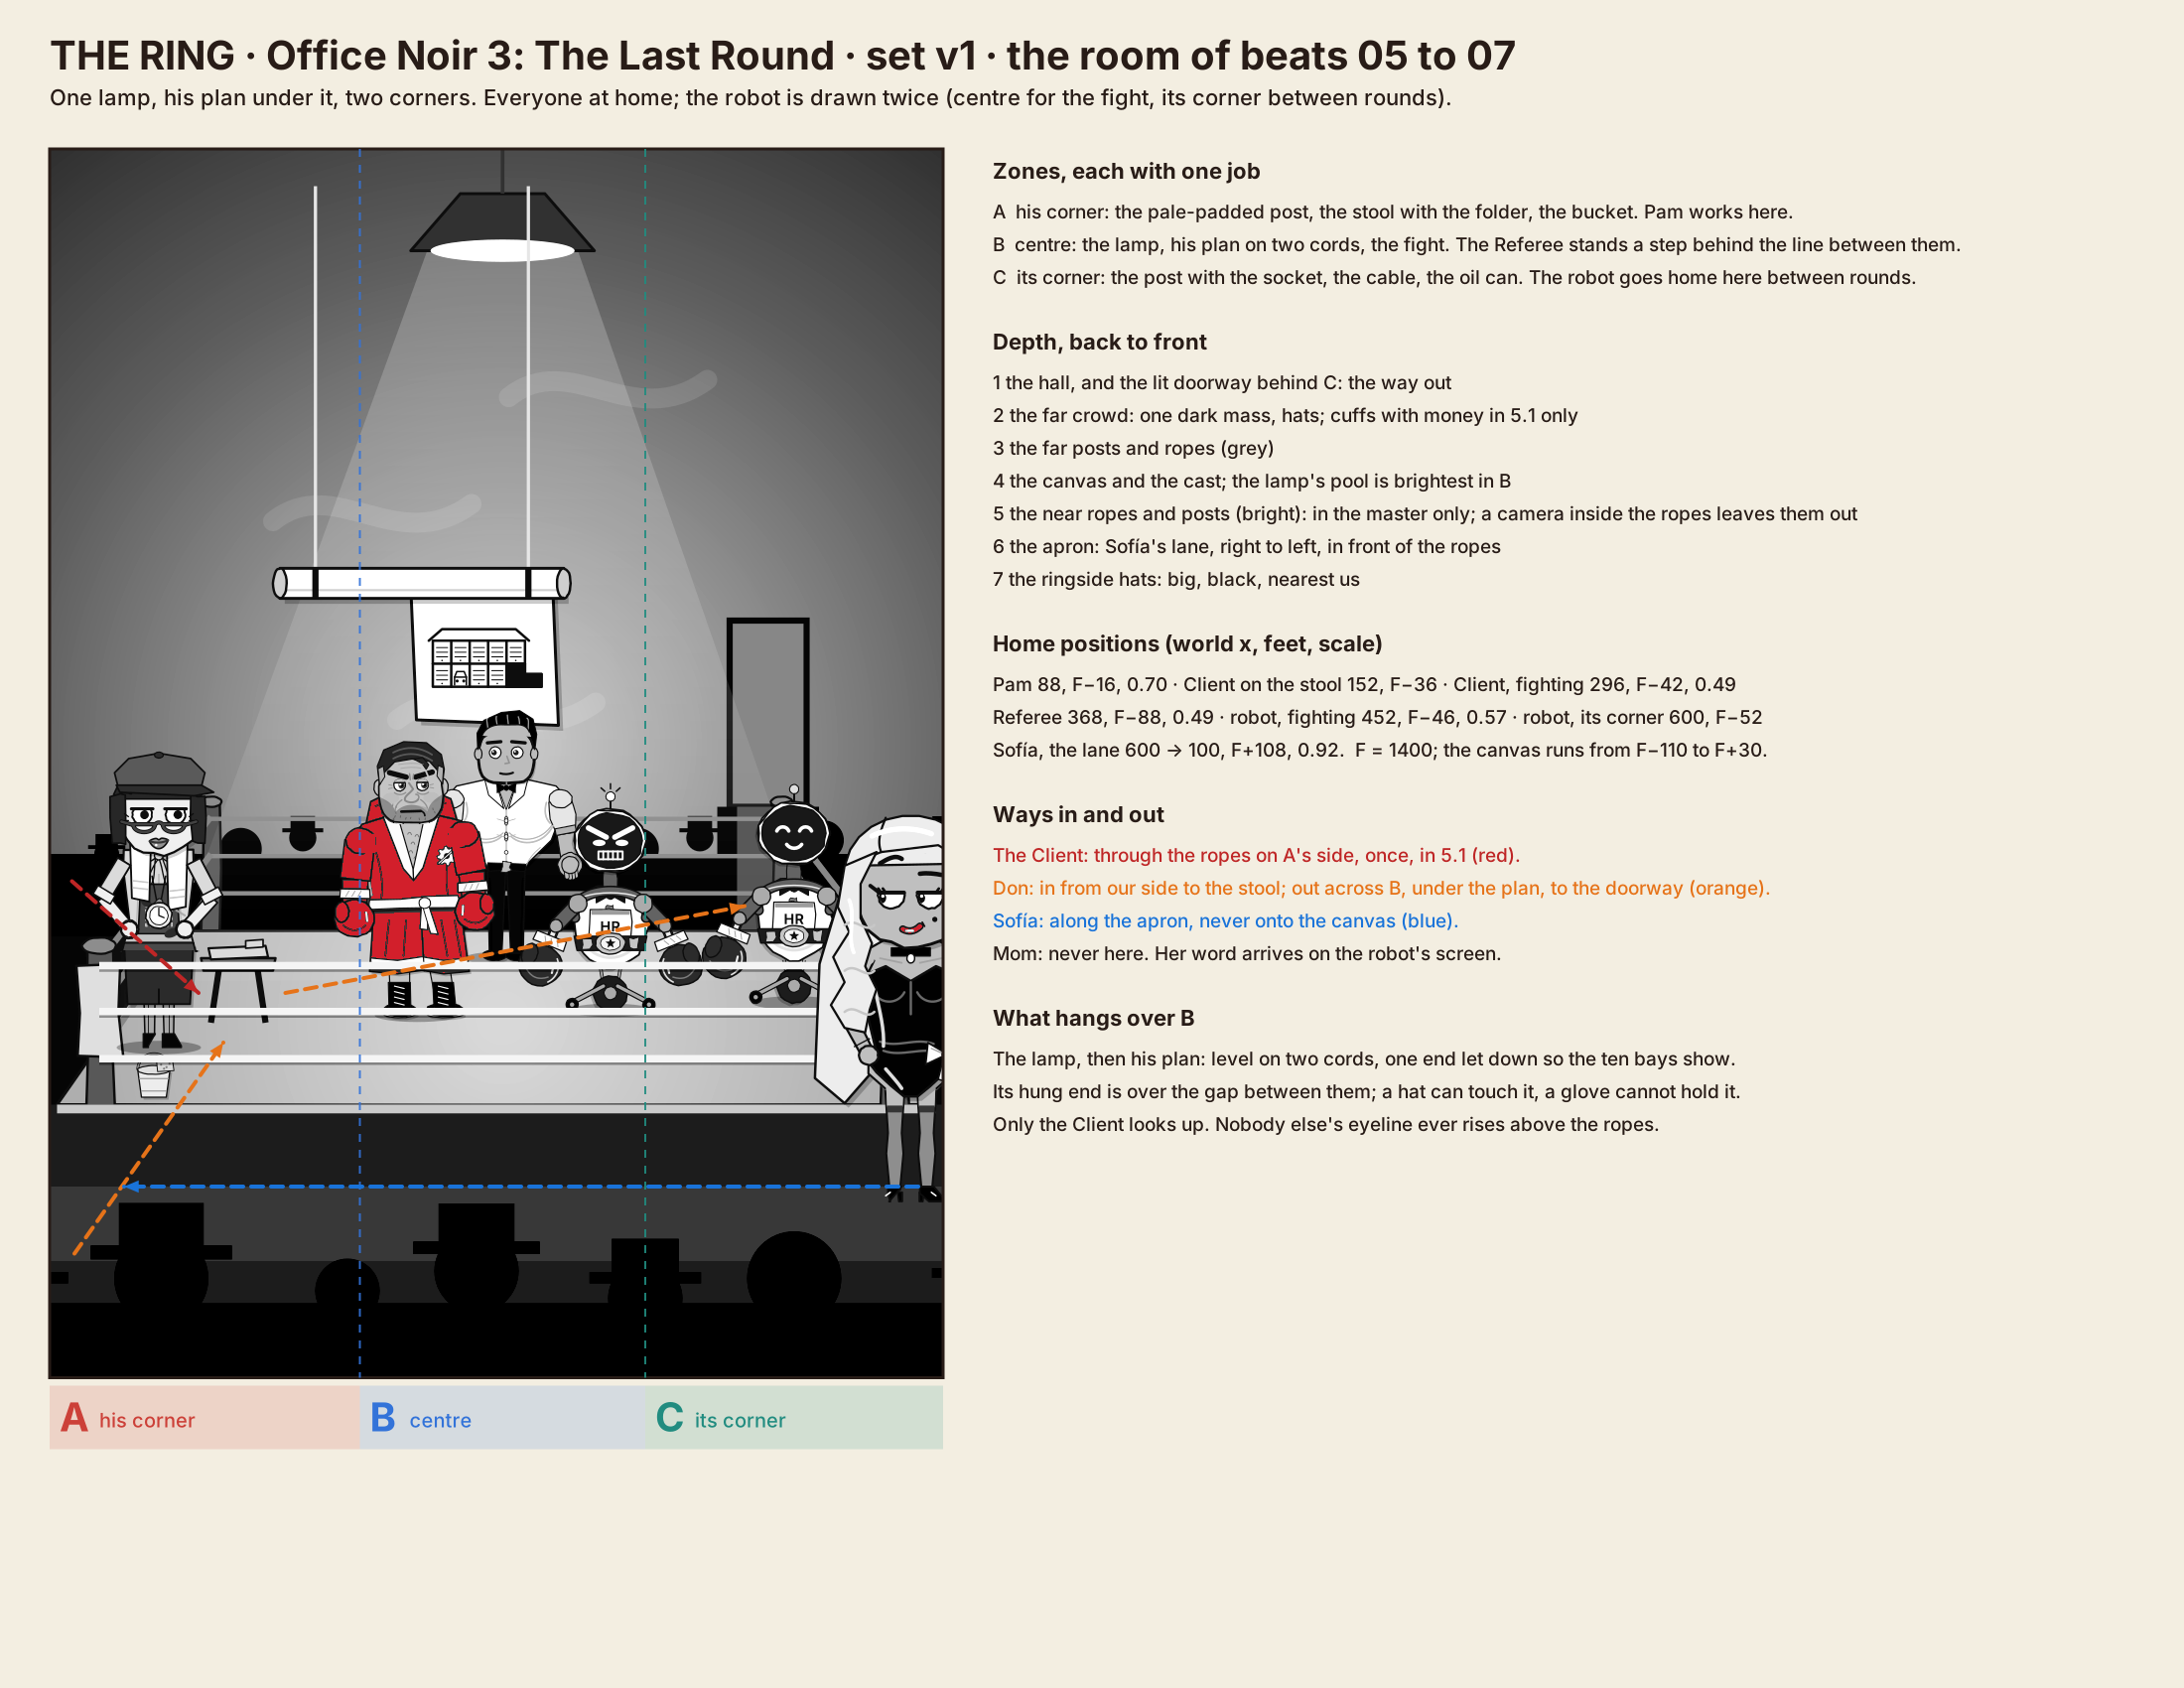 THE RING · Office Noir 3: The Last Round · set v1 · the room of beats 05 to 07
One lamp, his plan under it, two corners. Everyone at home; the robot is drawn twice (centre for the fight, its corner between rounds).
Zones, each with one job
A his corner: the pale-padded post, the stool with the folder, the bucket. Pam works here.
B centre: the lamp, his plan on two cords, the fight. The Referee stands a step behind the line between them.
C its corner: the post with the socket, the cable, the oil can. The robot goes home here between rounds.
Depth, back to front
1 the hall, and the lit doorway behind C: the way out
2 the far crowd: one dark mass, hats; cuffs with money in 5.1 only
3 the far posts and ropes (grey)
4 the canvas and the cast; the lamp's pool is brightest in B
5 the near ropes and posts (bright): in the master only; a camera inside the ropes leaves them out
6 the apron: Sofía's lane, right to left, in front of the ropes
7 the ringside hats: big, black, nearest us
Home positions (world x, feet, scale)
Pam 88, F−16, 0.70 · Client on the stool 152, F−36 · Client, fighting 296, F−42, 0.49
Referee 368, F−88, 0.49 · robot, fighting 452, F−46, 0.57 · robot, its corner 600, F−52
Sofía, the lane 600 → 100, F+108, 0.92. F = 1400; the canvas runs from F−110 to F+30.
Ways in and out
The Client: through the ropes on A's side, once, in 5.1 (red).
Don: in from our side to the stool; out across B, under the plan, to the doorway (orange).
Sofía: along the apron, never onto the canvas (blue).
Mom: never here. Her word arrives on the robot's screen.
What hangs over B
The lamp, then his plan: level on two cords, one end let down so the ten bays show.
Its hung end is over the gap between them; a hat can touch it, a glove cannot hold it.
Only the Client looks up. Nobody else's eyeline ever rises above the ropes.
HR
HR
A his corner
B centre
C its corner